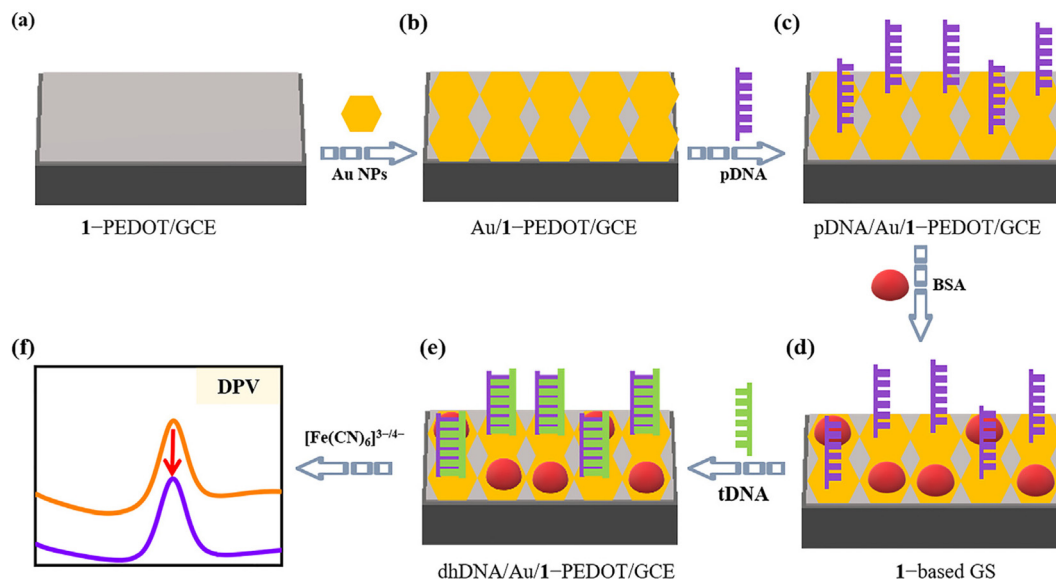 (a)
(b)
(c)
Au NPs
pDNA
1−PEDOT/GCE
Au/1−PEDOT/GCE
pDNA/Au/1−PEDOT/GCE
BSA
(f)
(e)
(d)
DPV
[Fe(CN)₆]³⁻/⁴⁻
tDNA
dhDNA/Au/1−PEDOT/GCE
1−based GS